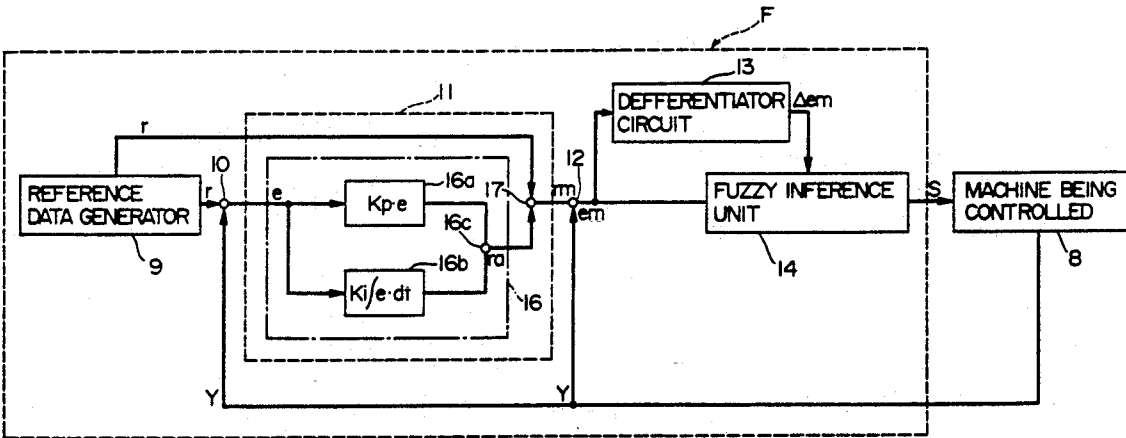 F
13
DEFFERENTIATOR
CIRCUIT
Δem
11
r
10
12
REFERENCE
DATA GENERATOR
r
e
16a
Kp·e
17
rm
em
FUZZY INFERENCE
UNIT
S
MACHINE BEING
CONTROLLED
16c
ra
9
16b
Ki∫e·dt
16
14
8
Y
Y